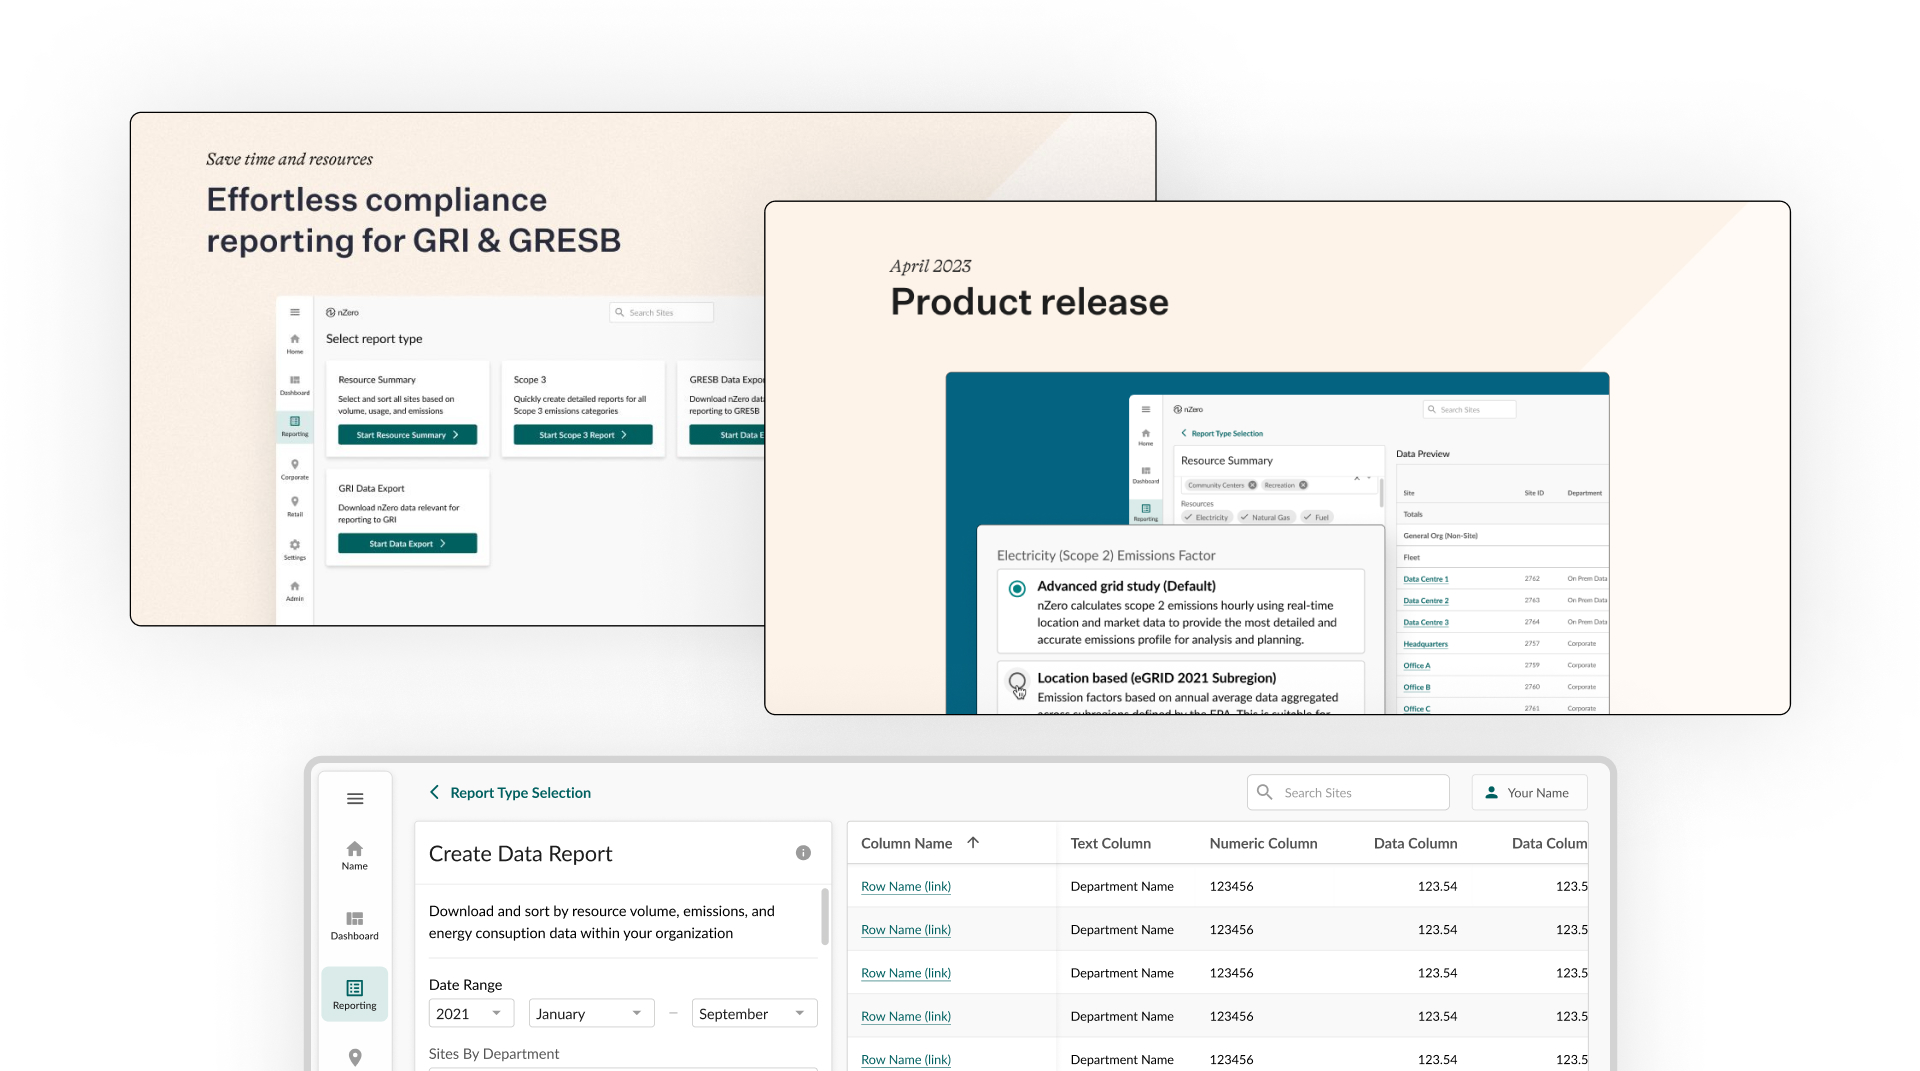 Save time and resources
Effortless compliance
reporting for GRI & GRESB
nZero
Search Sites
Select report type
Home
Dashboard
Reporting
Corporate
Retail
Settings
Admin
Resource Summary
Select and sort all sites based on
volume, usage, and emissions
Start Resource Summary
Scope 3
Quickly create detailed reports for all
Scope 3 emissions categories
Start Scope 3 Report
GRESB Data Expor
Download nZero dat
reporting to GRESB
Start Data E
GRI Data Export
Download nZero data relevant for
reporting to GRI
Start Data Export
April 2023
Product release
nZero
Search Sites
Home
Dashboard
Reporting
Report Type Selection
Resource Summary
Community Centers
Recreation
Resources
Electricity
Natural Gas
Fuel
Data Preview
Site
Site ID
Department
Totals
General Org (Non-Site)
Fleet
Data Centre 1 2762 On Prem Data
Data Centre 2 2763 On Prem Data
Data Centre 3 2764 On Prem Data
Headquarters 2757 Corporate
Office A 2759 Corporate
Office B 2760 Corporate
Office C 2761 Corporate
Electricity (Scope 2) Emissions Factor
Advanced grid study (Default)
nZero calculates scope 2 emissions hourly using real-time
location and market data to provide the most detailed and
accurate emissions profile for analysis and planning.
Location based (eGRID 2021 Subregion)
Emission factors based on annual average data aggregated
across subregions defined by the EPA. This is suitable for
Report Type Selection
Search Sites
Your Name
Name
Dashboard
Reporting
Create Data Report
Download and sort by resource volume, emissions, and
energy consuption data within your organization
Date Range
2021
January
–
September
Sites By Department
Column Name Text Column Numeric Column Data Column Data Colum
Row Name (link) Department Name 123456 123.54 123.5
Row Name (link) Department Name 123456 123.54 123.5
Row Name (link) Department Name 123456 123.54 123.5
Row Name (link) Department Name 123456 123.54 123.5
Row Name (link) Department Name 123456 123.54 123.5